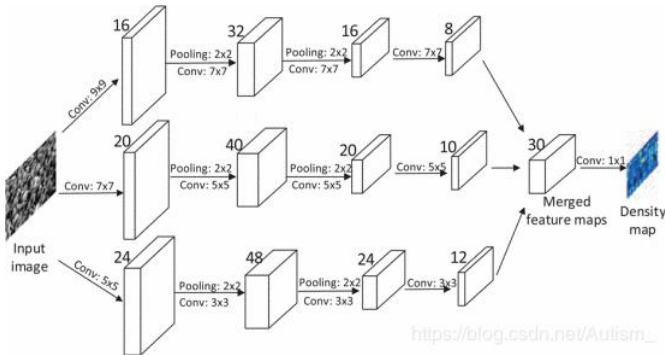 16
32
16
8
Pooling: 2x2
Conv: 7x7
Pooling: 2x2
Conv: 7x7
Conv: 7x7
Conv: 9x9
20
40
20
10
30
Conv: 7x7
Pooling: 2x2
Conv: 5x5
Pooling: 2x2
Conv: 5x5
Conv: 5x5
Conv: 1x1
Merged
feature maps
Density
map
Input
image
Conv: 5x5
24
48
24
12
Pooling: 2x2
Conv: 3x3
Pooling: 2x2
Conv: 3x3
Conv: 3x3
https://blog.csdn.net/Autism_